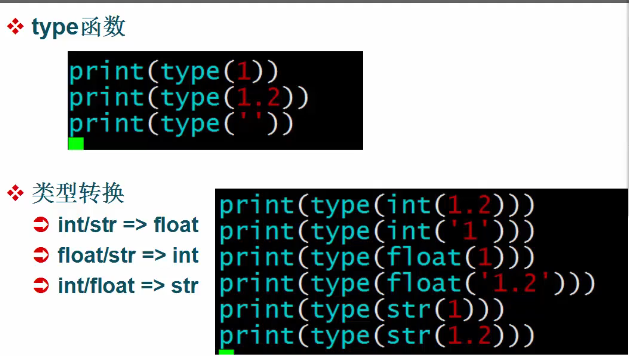 type函数
print(type(1))
print(type(1.2))
print(type(''))
类型转换
int/str => float
float/str => int
int/float => str
print(type(int(1.2)))
print(type(int('1')))
print(type(float(1)))
print(type(float('1.2')))
print(type(str(1)))
print(type(str(1.2)))